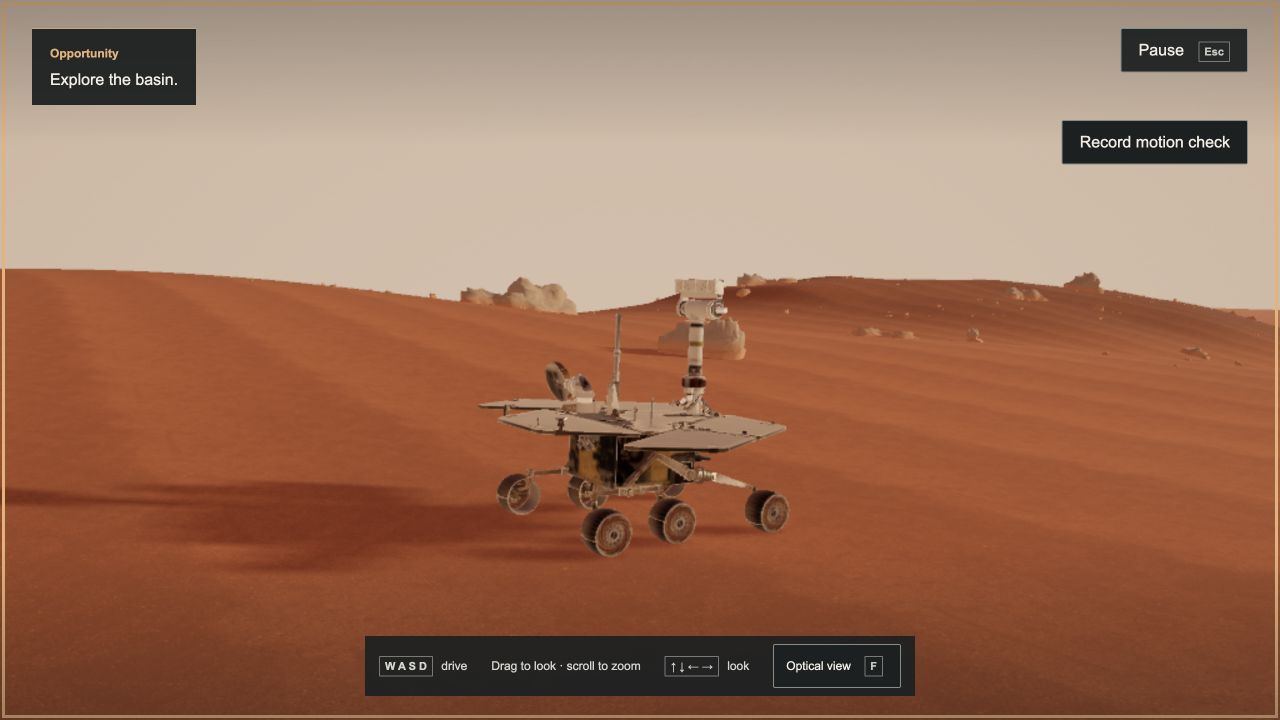 Opportunity
Explore the basin.
Pause Esc
Record motion check
W A S D drive Drag to look · scroll to zoom ↑↓←→ look Optical view F